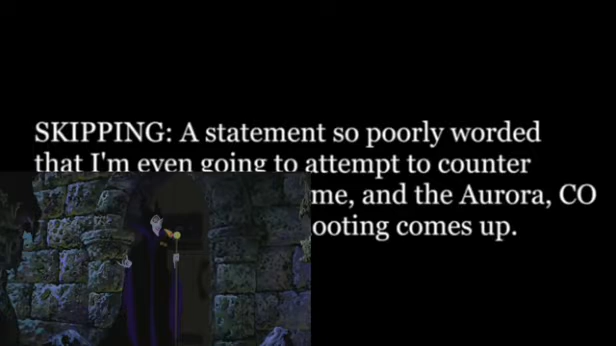 SKIPPING: A statement so poorly worded
that I'm even going to attempt to counter
me, and the Aurora, CO
ooting comes up.